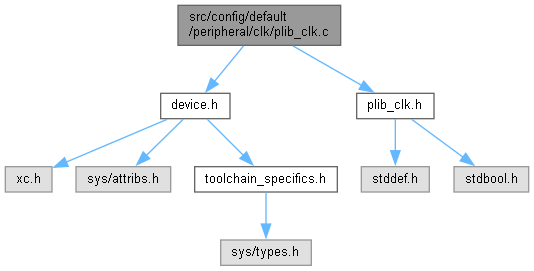 src/config/default
/peripheral/clk/plib_clk.c
device.h
plib_clk.h
xc.h
sys/attribs.h
toolchain_specifics.h
stddef.h
stdbool.h
sys/types.h